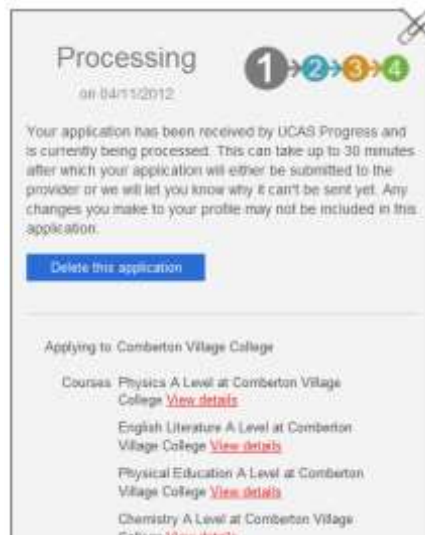 Processing
1 2 3 4
on 04/11/2012
Your application has been received by UCAS Progress and
is currently being processed. This can take up to 30 minutes
after which your application will either be submitted to the
provider or we will let you know why it can't be sent yet. Any
changes you make to your profile may not be included in this
application.
Delete this application
Applying to Comberton Village College
Courses Physics A Level at Comberton Village
College View details
English Literature A Level at Comberton
Village College View details
Physical Education A Level at Comberton
Village College View details
Chemistry A Level at Comberton Village
College View details